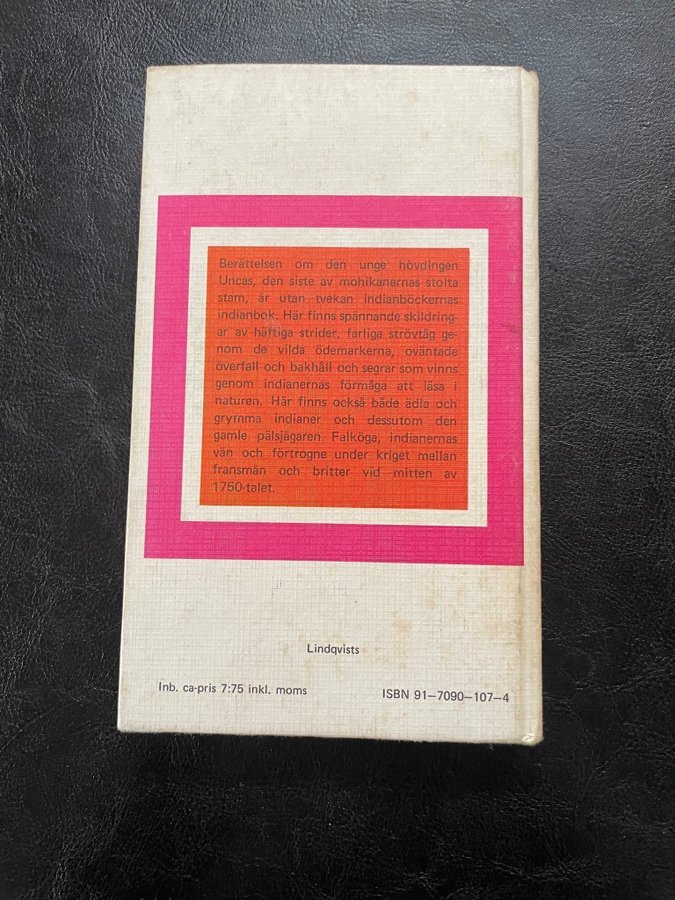 Berättelsen om den unge hövdingen
Uncas, den siste av mohikanernas stolta
stam, är utan tvekan indianböckernas
indianbok. Här finns spännande skildring-
ar av häftiga strider, farliga strövtåg ge-
nom de vilda ödemarkerna, oväntade
överfall och bakhåll och segrar som vinns
genom indianernas förmåga att läsa i
naturen. Här finns också både ädla och
grymma indianer och dessutom den
gamle pälsjägaren Falköga, indianernas
vän och förtrogne under kriget mellan
fransmän och britter vid mitten av
1750-talet.
Lindqvists
Inb. ca-pris 7:75 inkl. moms
ISBN 91–7090–107–4